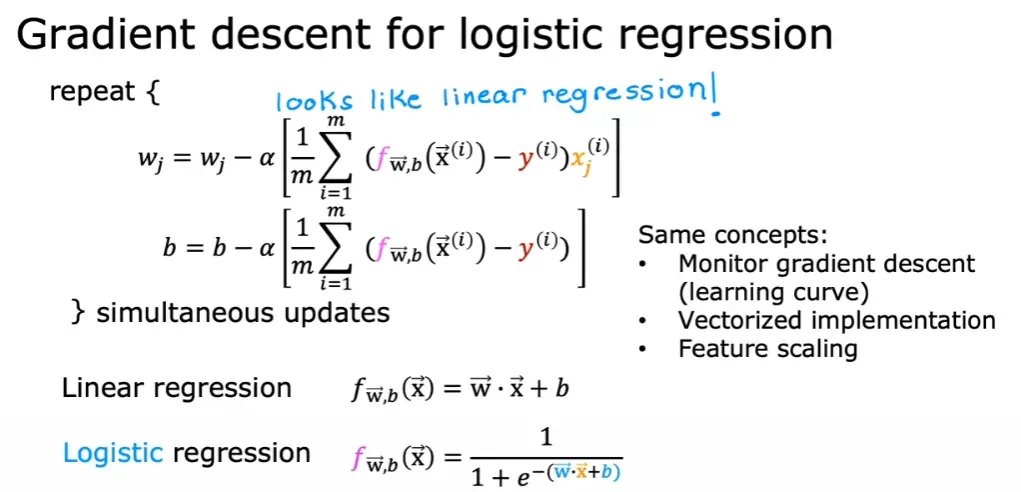 Gradient descent for logistic regression
repeat {
looks like linear regression!
$w_j = w_j - \alpha \left[ \frac{1}{m} \sum_{i=1}^{m} (f_{\vec{w},b}(\vec{x}^{(i)}) - y^{(i)}) x_j^{(i)} \right]$
$b = b - \alpha \left[ \frac{1}{m} \sum_{i=1}^{m} (f_{\vec{w},b}(\vec{x}^{(i)}) - y^{(i)}) \right]$
} simultaneous updates
Same concepts:
• Monitor gradient descent
(learning curve)
• Vectorized implementation
• Feature scaling
Linear regression $f_{\vec{w},b}(\vec{x}) = \vec{w} \cdot \vec{x} + b$
Logistic regression $f_{\vec{w},b}(\vec{x}) = \frac{1}{1 + e^{-(\vec{w} \cdot \vec{x} + b)}}$